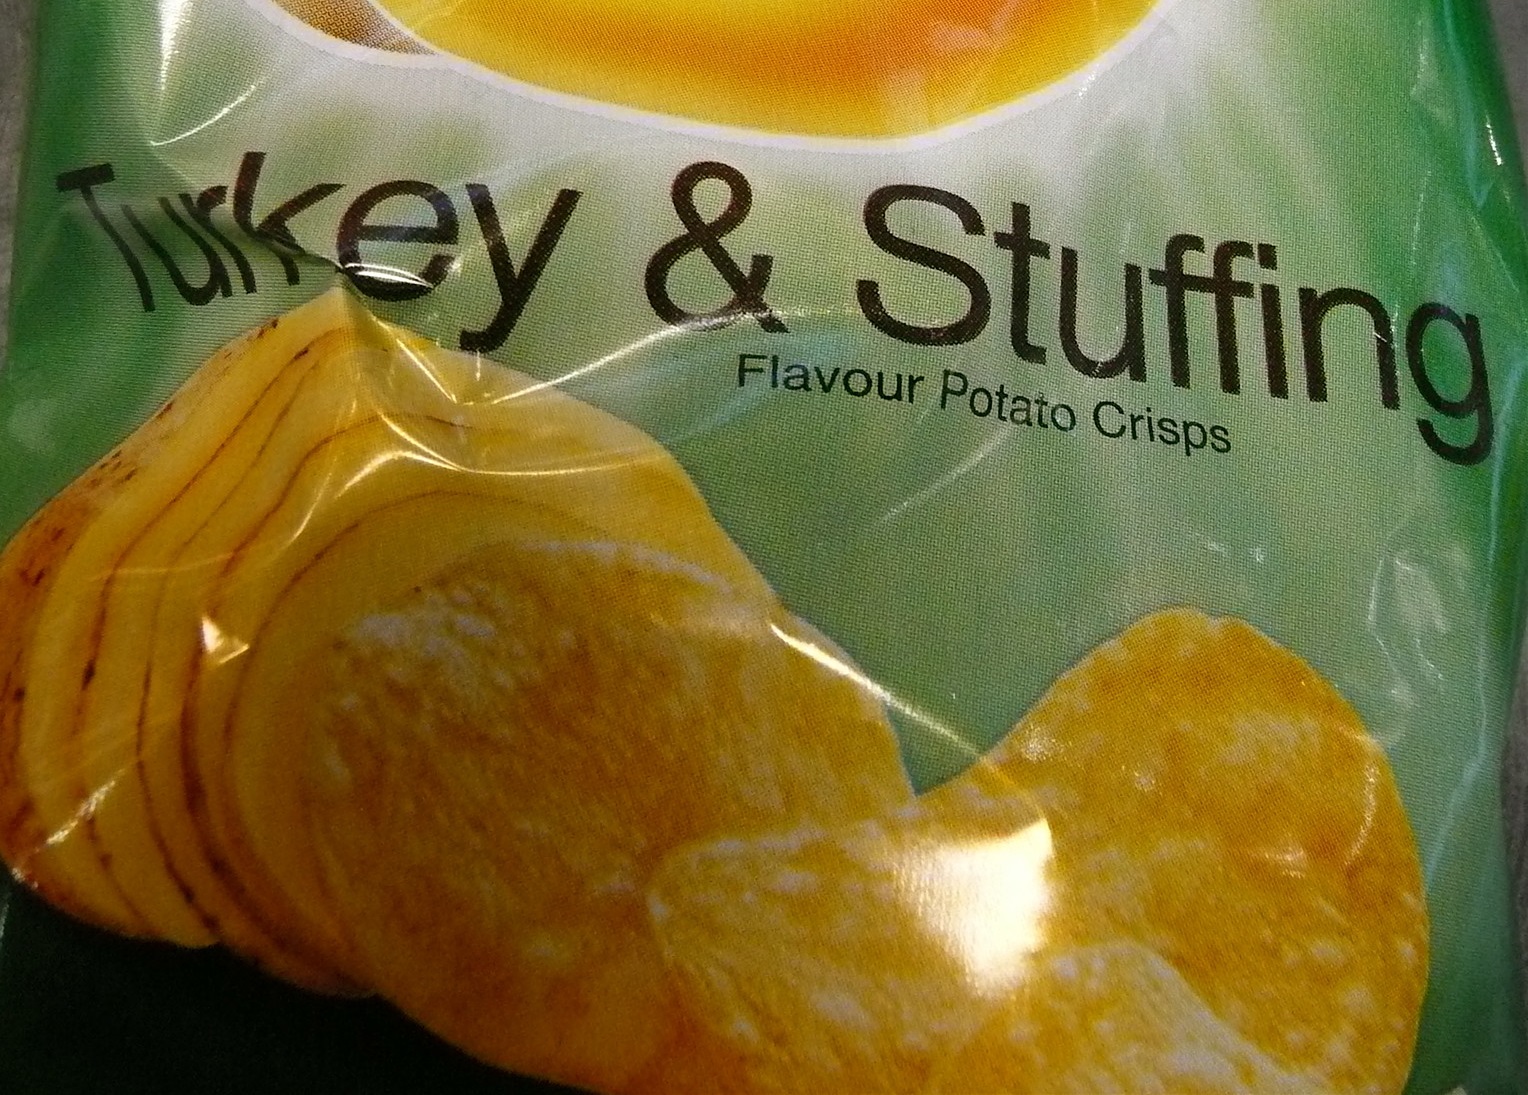 Turkey & Stuffing
Flavour Potato Crisps